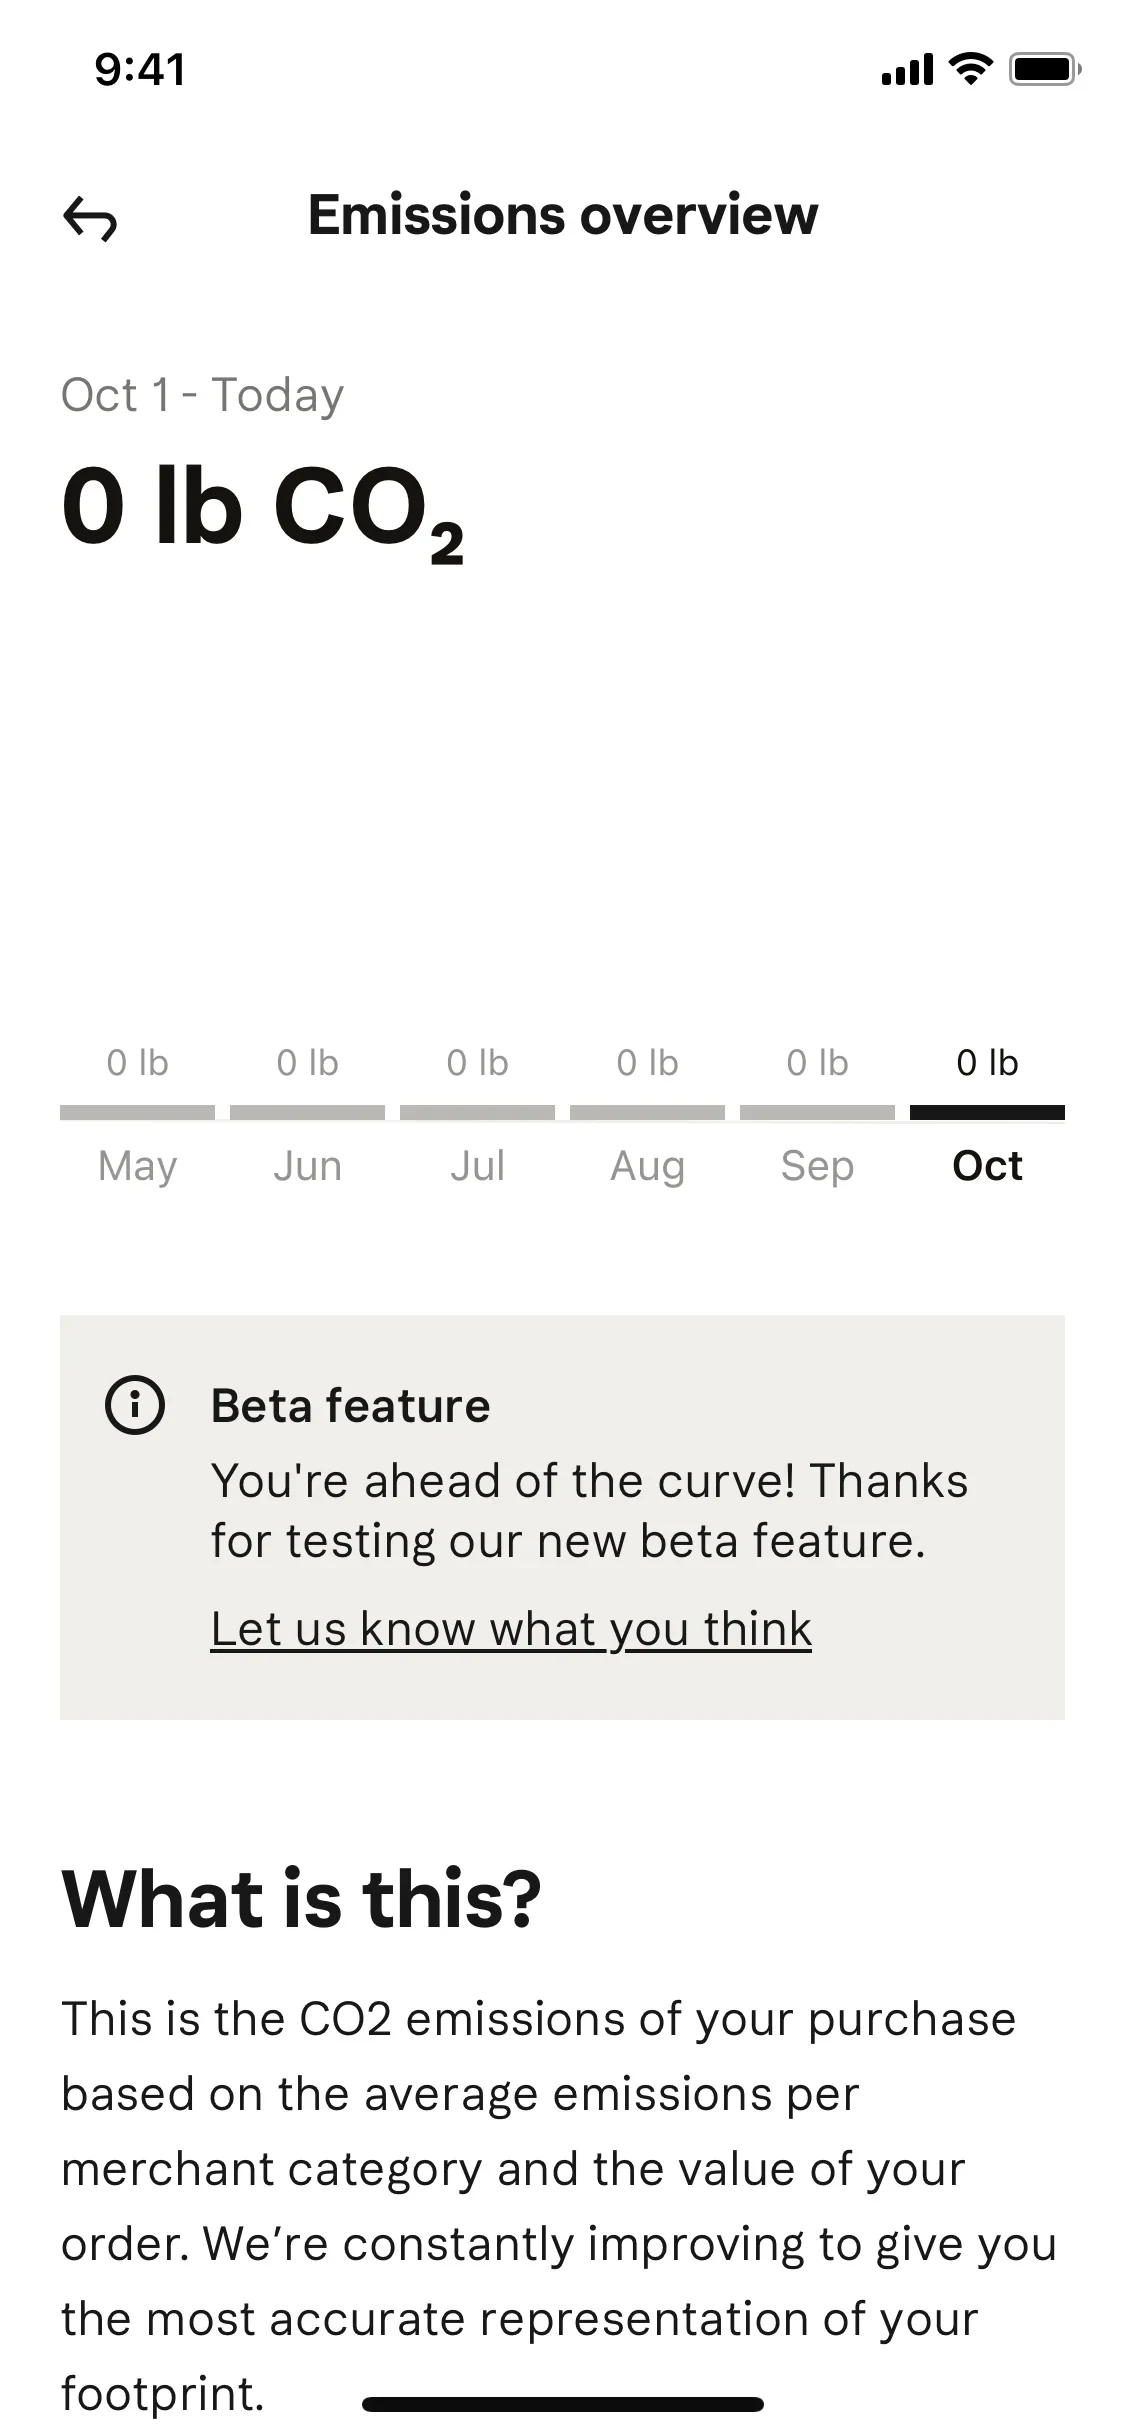 9:41
Emissions overview
Oct 1 - Today
0 lb CO₂
0 lb 0 lb 0 lb 0 lb 0 lb 0 lb
May Jun Jul Aug Sep Oct
Beta feature
You're ahead of the curve! Thanks
for testing our new beta feature.
Let us know what you think
What is this?
This is the CO2 emissions of your purchase
based on the average emissions per
merchant category and the value of your
order. We’re constantly improving to give you
the most accurate representation of your
footprint.